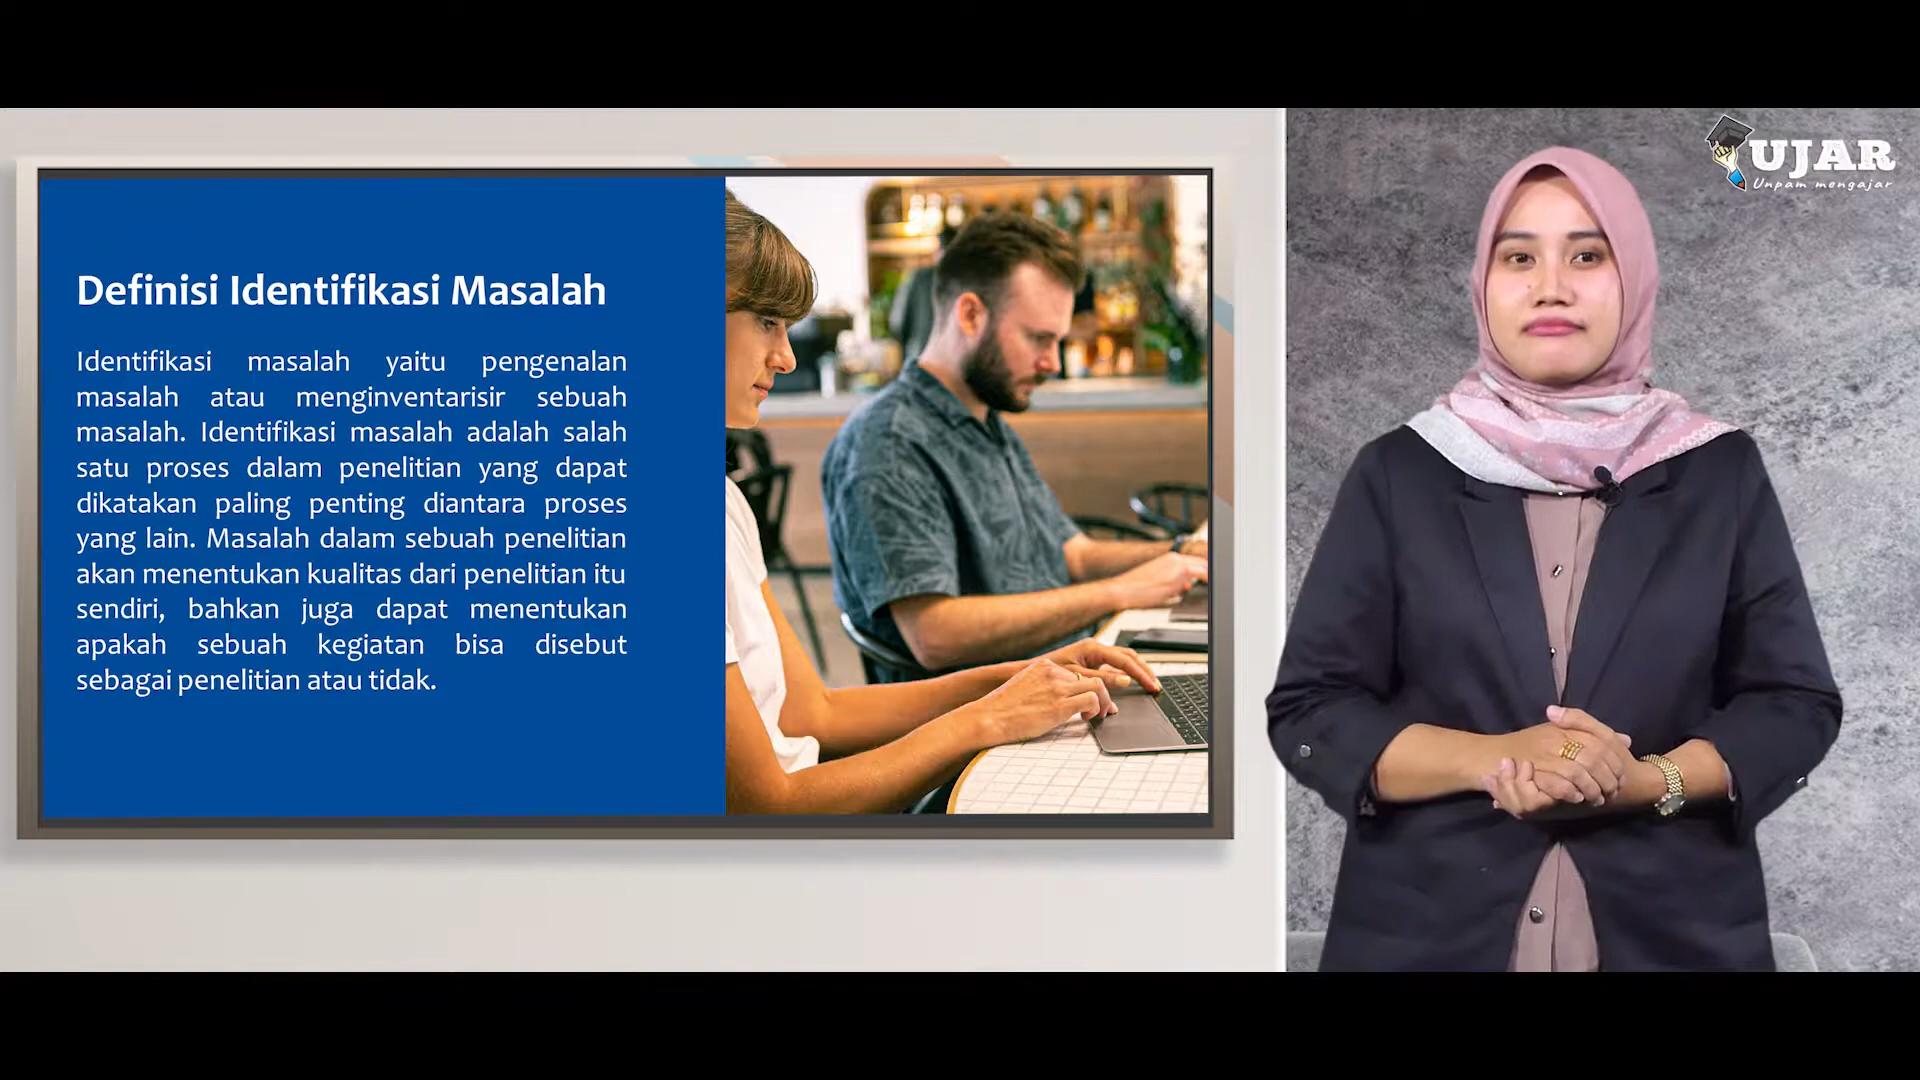 Definisi Identifikasi Masalah
Identifikasi masalah yaitu pengenalan
masalah atau menginventarisir sebuah
masalah. Identifikasi masalah adalah salah
satu proses dalam penelitian yang dapat
dikatakan paling penting diantara proses
yang lain. Masalah dalam sebuah penelitian
akan menentukan kualitas dari penelitian itu
sendiri, bahkan juga dapat menentukan
apakah sebuah kegiatan bisa disebut
sebagai penelitian atau tidak.
UJAR
Unpam mengajar